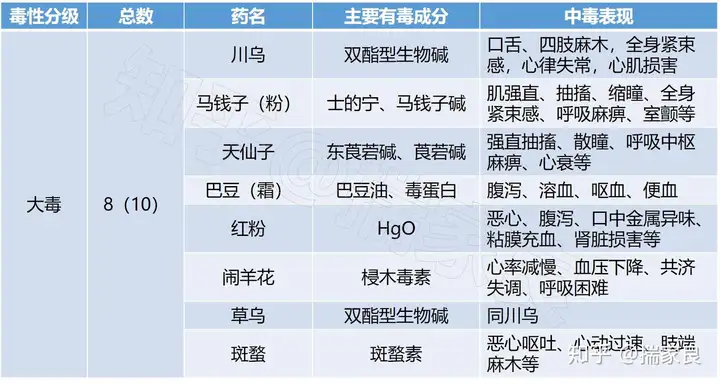 毒性分级 总数 药名 主要有毒成分 中毒表现
大毒 8（10）
川乌 双酯型生物碱 口舌、四肢麻木，全身紧束
感，心律失常，心肌损害
马钱子（粉） 士的宁、马钱子碱 肌强直、抽搐、缩瞳、全身
紧束感、呼吸麻痹、室颤等
天仙子 东莨菪碱、莨菪碱 强直抽搐、散瞳、呼吸中枢
麻痹、心衰等
巴豆（霜） 巴豆油、毒蛋白 腹泻、溶血、呕血、便血
红粉 HgO 恶心、腹泻、口中金属异味、
粘膜充血、肾脏损害等
闹羊花 梫木毒素 心率减慢、血压下降、共济
失调、呼吸困难
草乌 双酯型生物碱 同川乌
斑蝥 斑蝥素 恶心呕吐、心动过速、肢端
麻木等
知乎 @揣家良